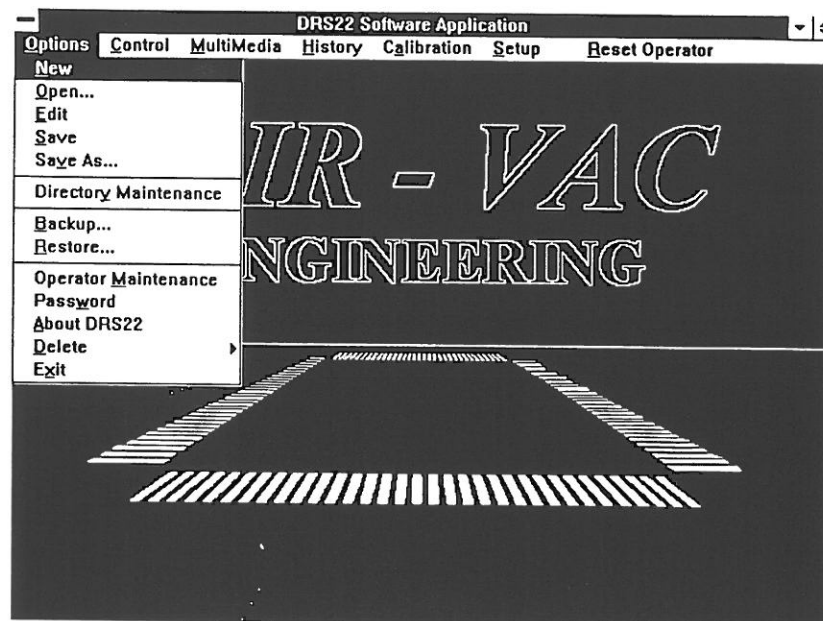 DRS22 Software Application
Options Control MultiMedia History Calibration Setup Reset Operator
New
Open...
Edit
Save
Save As...
Directory Maintenance
Backup...
Restore...
Operator Maintenance
Password
About DRS22
Delete
Exit
IR - VAC
NGINEERING